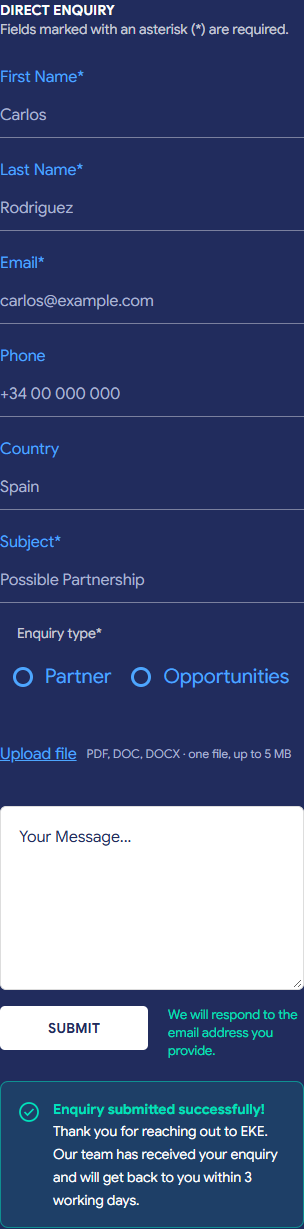 DIRECT ENQUIRY
Fields marked with an asterisk (*) are required.
First Name*
Carlos
Last Name*
Rodriguez
Email*
carlos@example.com
Phone
+34 00 000 000
Country
Spain
Subject*
Possible Partnership
Enquiry type*
Partner Opportunities
Upload file PDF, DOC, DOCX · one file, up to 5 MB
Your Message...
SUBMIT
We will respond to the
email address you
provide.
Enquiry submitted successfully!
Thank you for reaching out to EKE.
Our team has received your enquiry
and will get back to you within 3
working days.